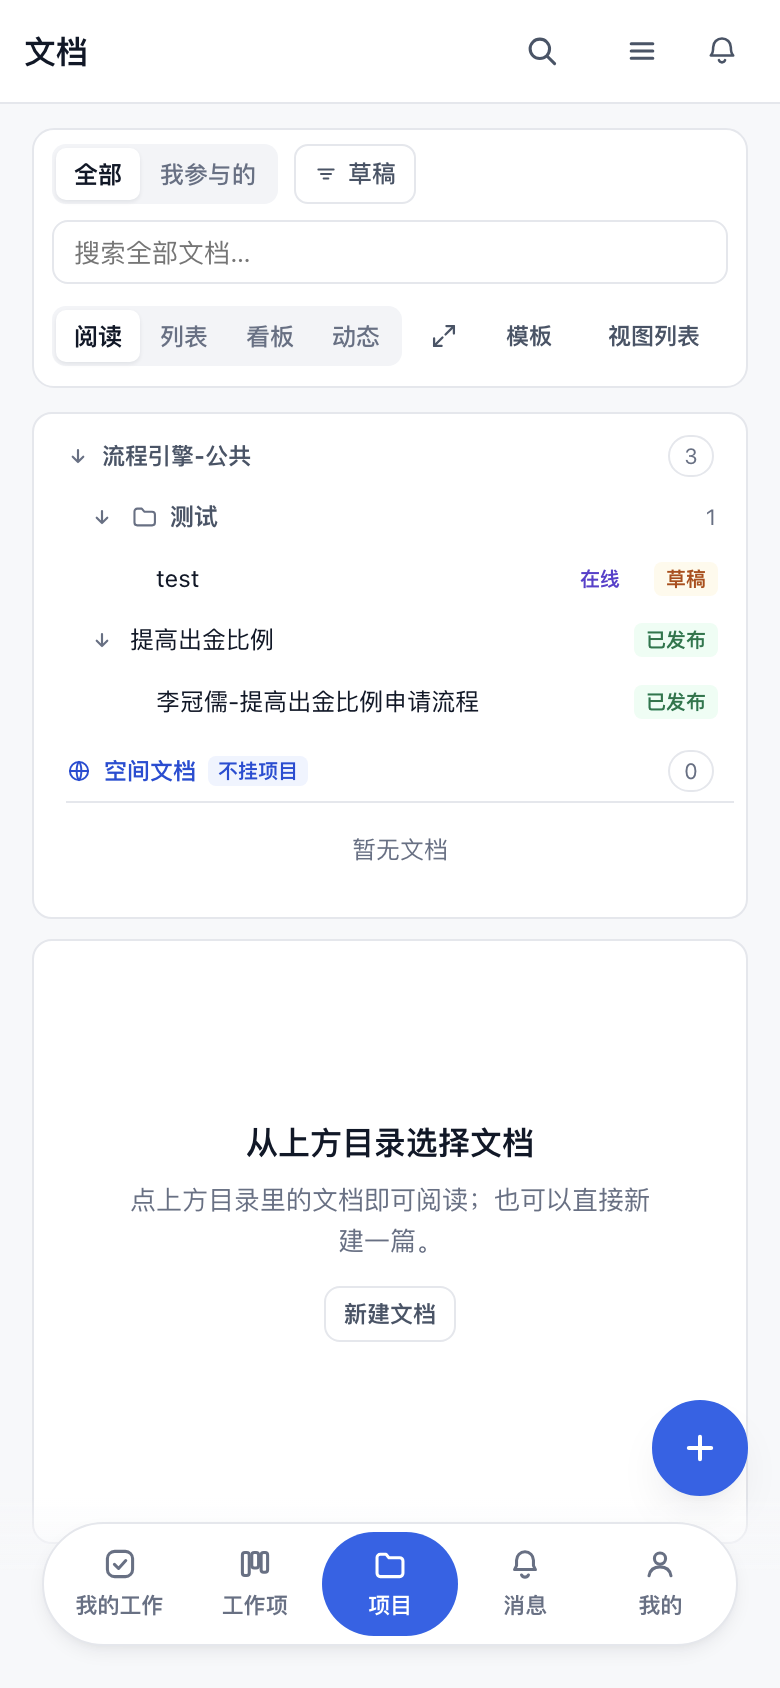 文档
全部 我参与的 草稿
搜索全部文档...
阅读 列表 看板 动态 模板 视图列表
流程引擎-公共 3
测试 1
test 在线 草稿
提高出金比例 已发布
李冠儒-提高出金比例申请流程 已发布
空间文档 不挂项目 0
暂无文档
从上方目录选择文档
点上方目录里的文档即可阅读；也可以直接新
建一篇。
新建文档
我的工作 工作项 项目 消息 我的